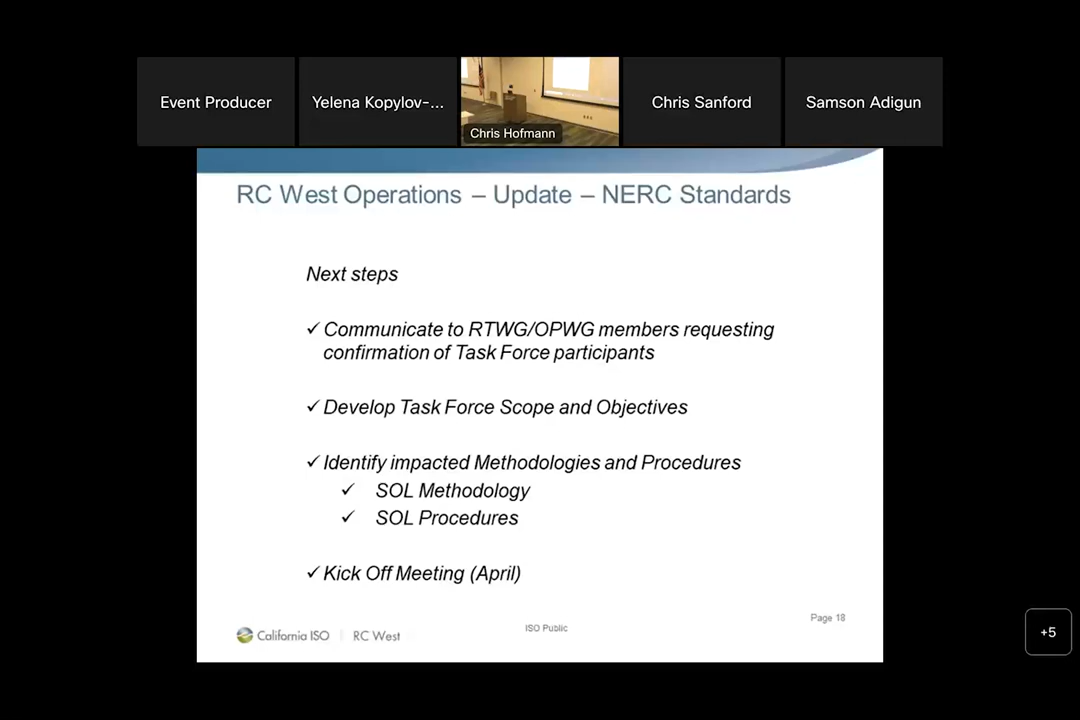 Event Producer
Yelena Kopylov-...
Chris Hofmann
Chris Sanford
Samson Adigun
RC West Operations – Update – NERC Standards
Next steps
✓ Communicate to RTWG/OPWG members requesting
confirmation of Task Force participants
✓ Develop Task Force Scope and Objectives
✓ Identify impacted Methodologies and Procedures
✓ SOL Methodology
✓ SOL Procedures
✓ Kick Off Meeting (April)
Page 18
California ISO | RC West
ISO Public
+5